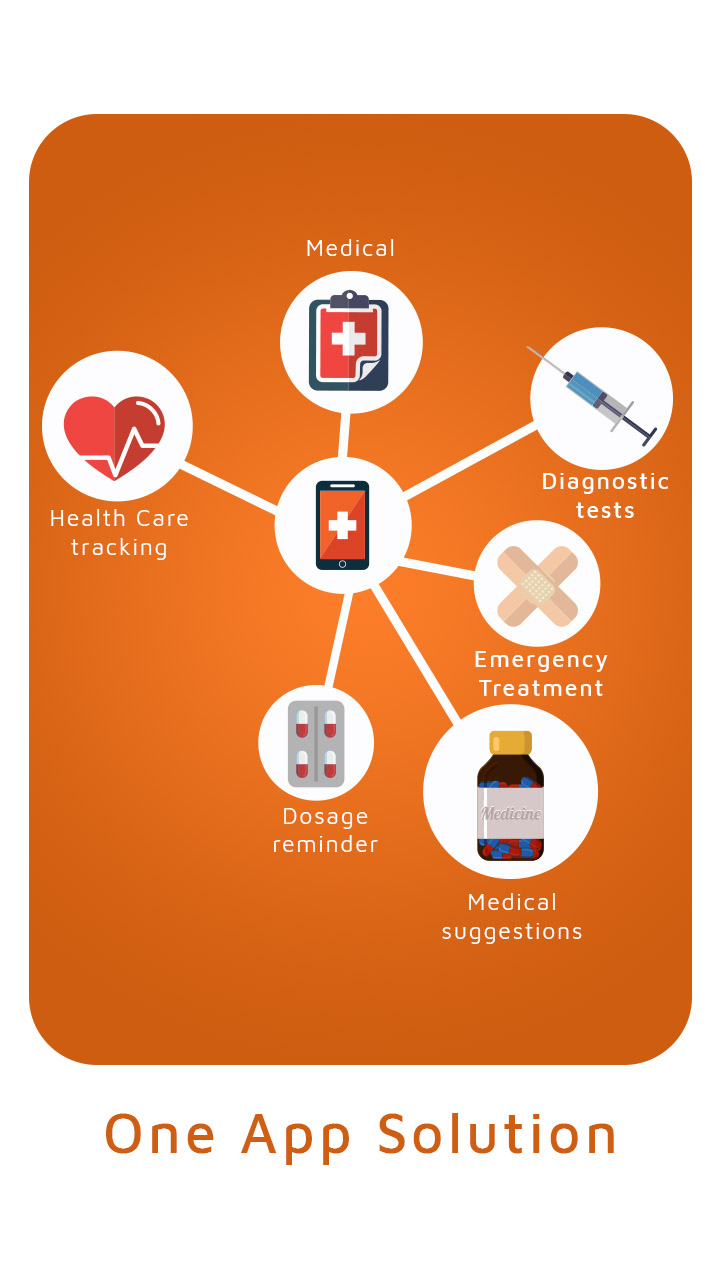 Medical
Health Care
tracking
Diagnostic
tests
Emergency
Treatment
Dosage
reminder
Medicine
Medical
suggestions
One App Solution